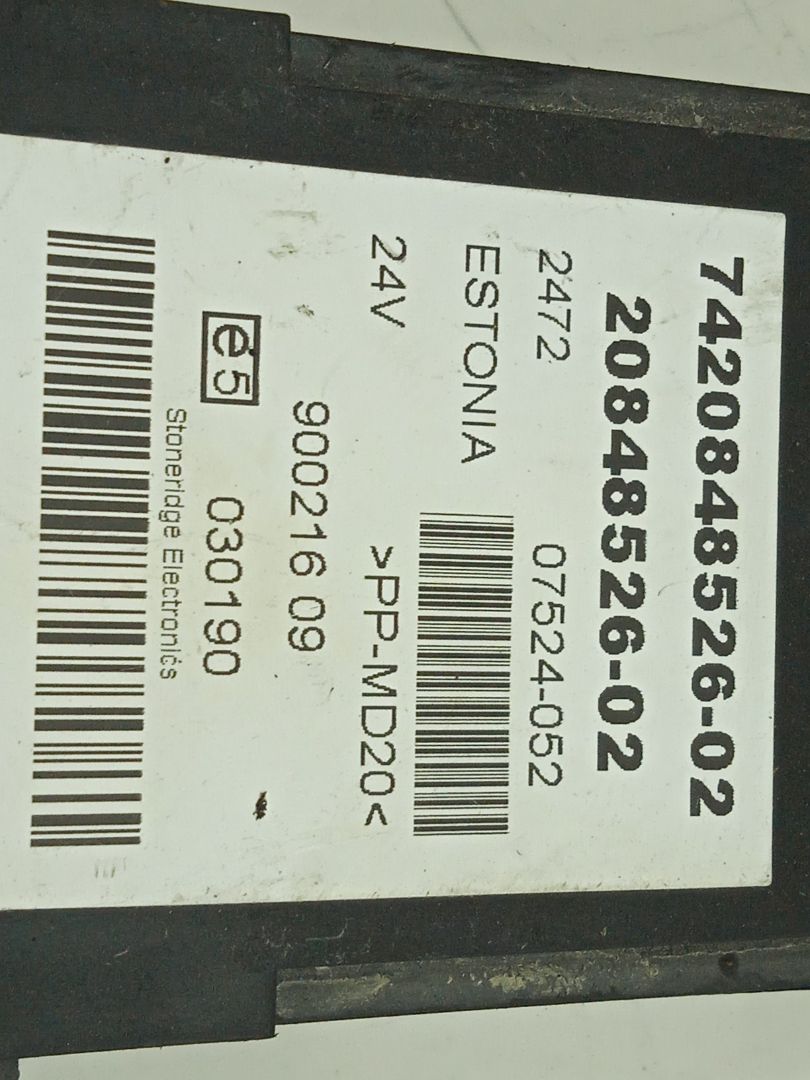 7420848526-02
20848526-02
2472 07524-052
ESTONIA
24V >PP-MD20<
900216 09
e5 030190
Stoneridge Electronics